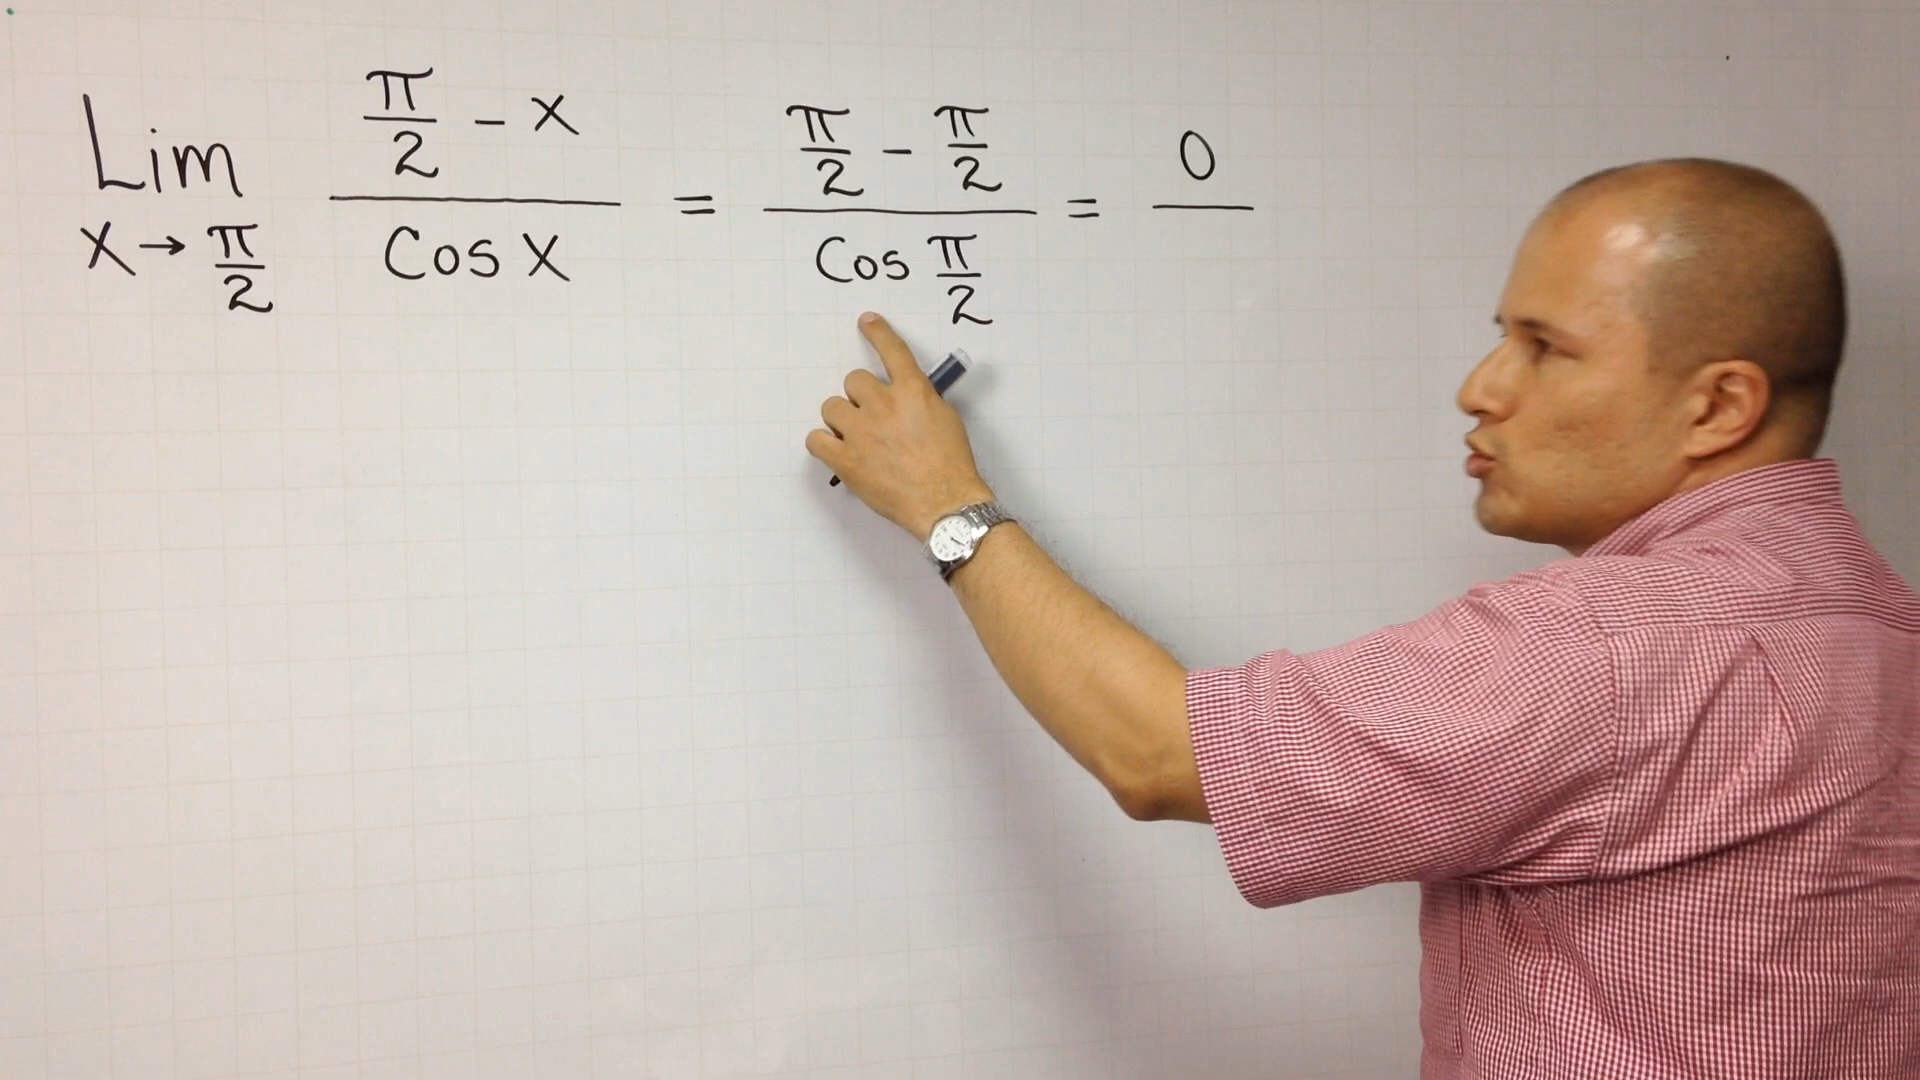 Lim x→π/2 (π/2 - x)/(Cos x) = (π/2 - π/2)/(Cos π/2) = 0/